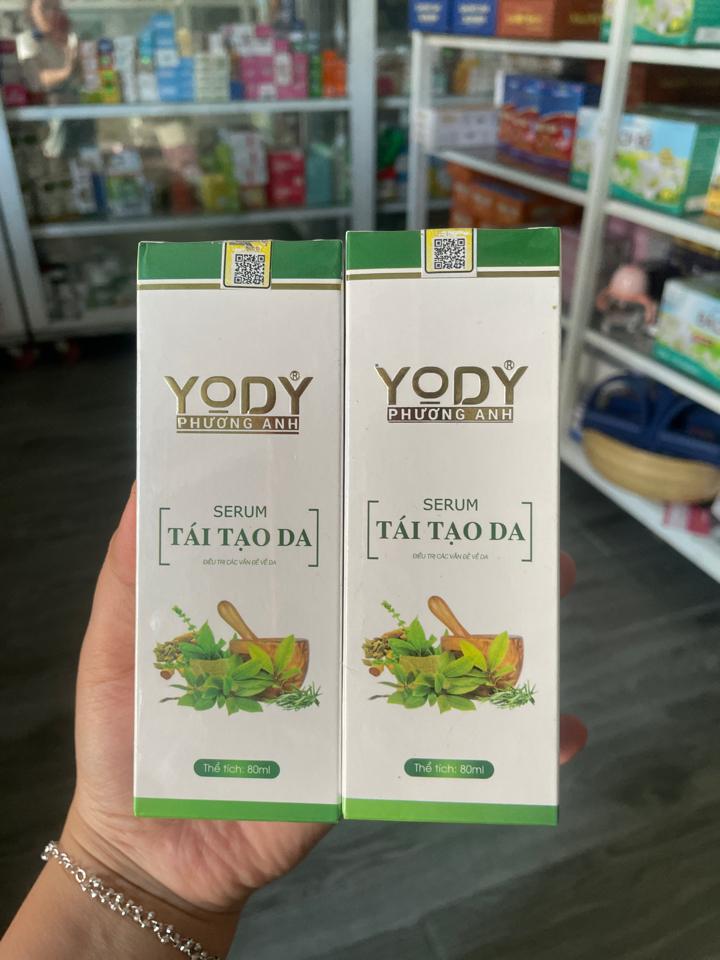 YODY®
PHƯƠNG ANH
SERUM
TÁI TẠO DA
ĐIỀU TRỊ CÁC VẤN ĐỀ VỀ DA
Thể tích: 80ml
YODY®
PHƯƠNG ANH
SERUM
TÁI TẠO DA
ĐIỀU TRỊ CÁC VẤN ĐỀ VỀ DA
Thể tích: 80ml